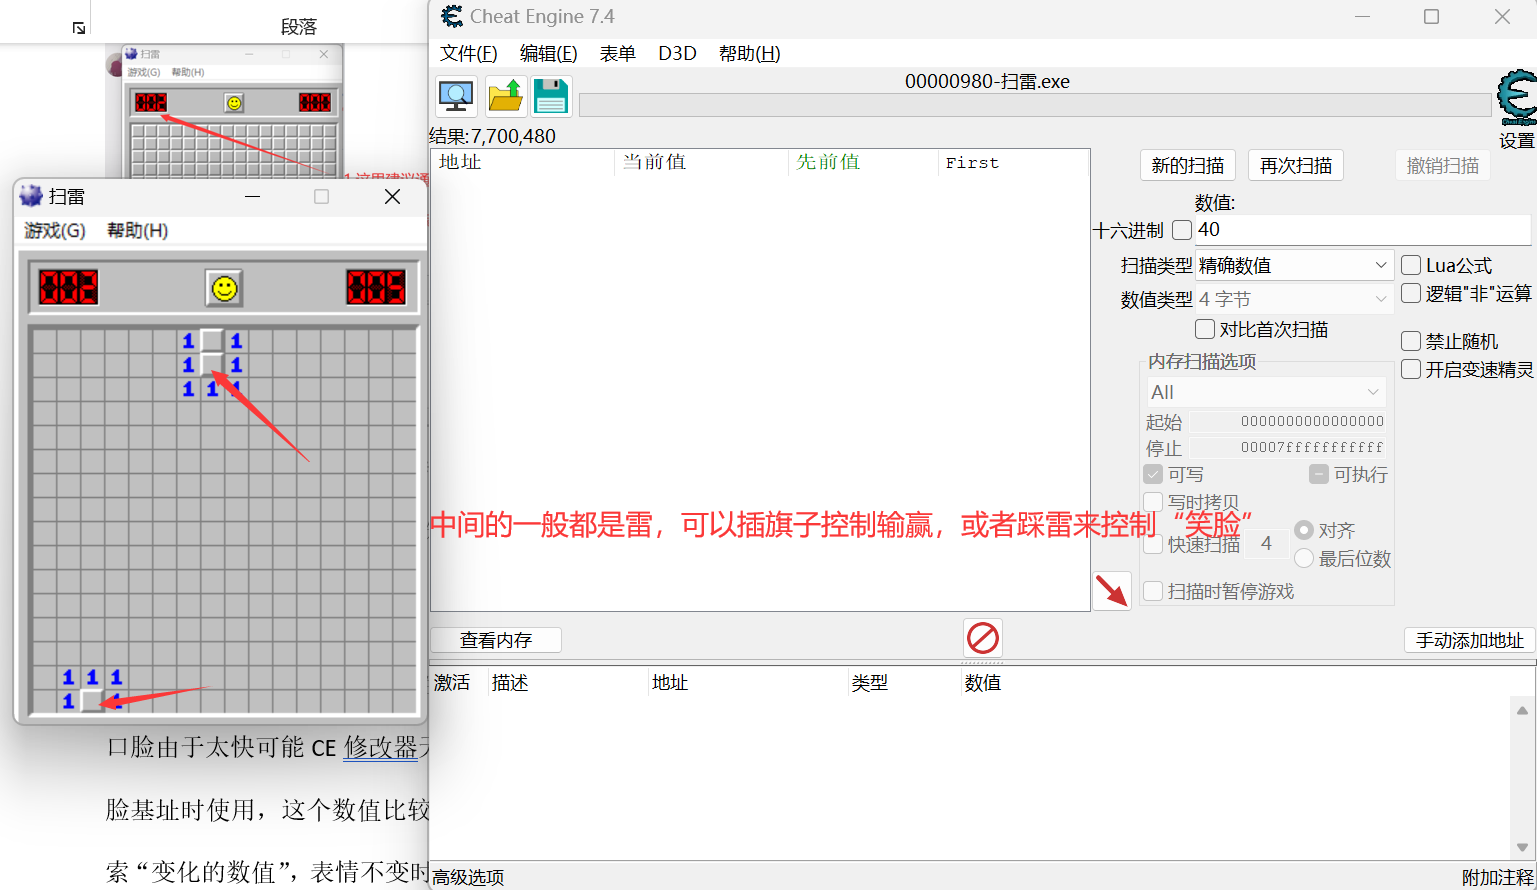 段落
扫雷
游戏(G) 帮助(H)
002 000
扫雷
游戏(G) 帮助(H)
002 005
1 1
1 1
1 1 1
1 1 1
1 1
口脸由于太快可能 CE 修改器
脸基址时使用，这个数值比较
索“变化的数值”，表情不变时
Cheat Engine 7.4
文件(F) 编辑(E) 表单 D3D 帮助(H)
00000980-扫雷.exe
Cheat Engine
设置
结果:7,700,480
地址 当前值 先前值 First
新的扫描 再次扫描 撤销扫描
数值:
十六进制 40
扫描类型 精确数值 Lua公式
数值类型 4 字节 逻辑"非"运算
对比首次扫描
禁止随机
内存扫描选项 开启变速精灵
All
起始 0000000000000000
停止 00007fffffffffff
可写 可执行
写时拷贝
中间的一般都是雷，可以插旗子控制输赢，或者踩雷来控制“笑脸”
快速扫描 4 对齐
最后位数
扫描时暂停游戏
查看内存 手动添加地址
激活 描述 地址 类型 数值
高级选项 附加注释